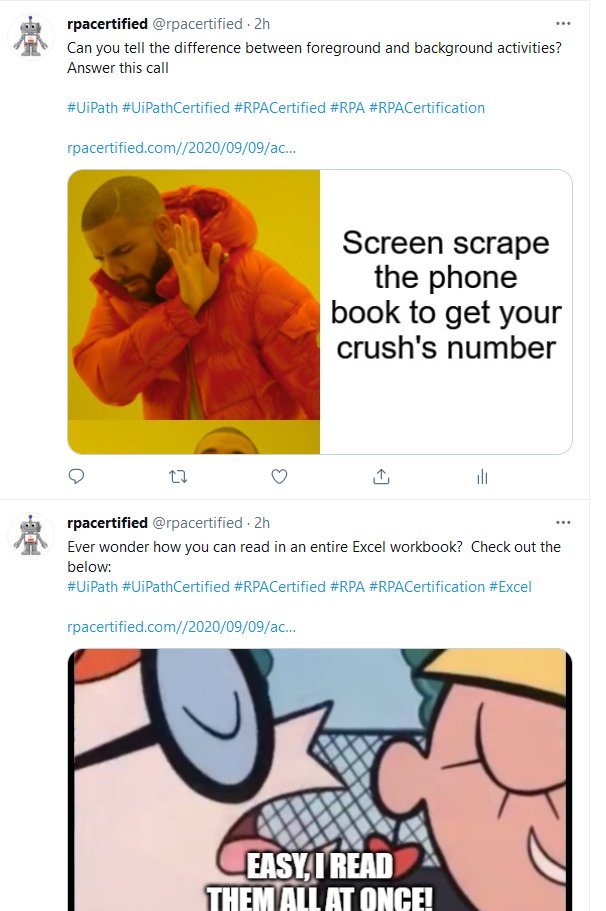 rpacertified @rpacertified · 2h
Can you tell the difference between foreground and background activities?
Answer this call
#UiPath #UiPathCertified #RPACertified #RPA #RPACertification
rpacertified.com//2020/09/09/ac...
Screen scrape
the phone
book to get your
crush's number
rpacertified @rpacertified · 2h
Ever wonder how you can read in an entire Excel workbook?  Check out the
below:
#UiPath #UiPathCertified #RPACertified #RPA #RPACertification #Excel
rpacertified.com//2020/09/09/ac...
EASY, I READ
THEM ALL AT ONCE!